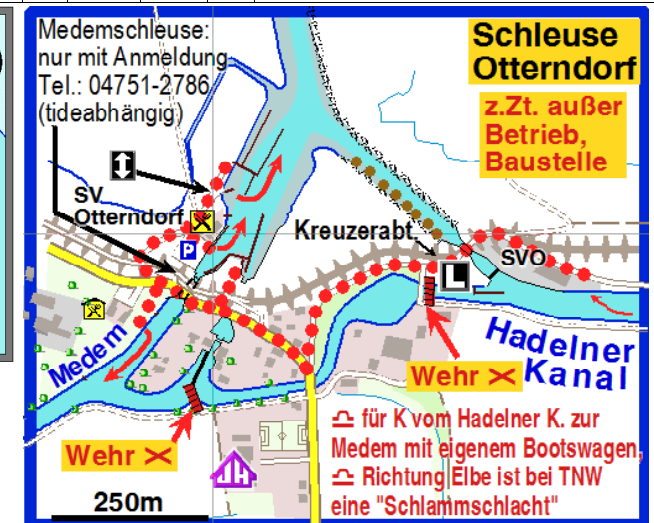 Medemschleuse:
nur mit Anmeldung
Tel.: 04751-2786
(tideabhängig)
Schleuse
Otterndorf
z.Zt. außer
Betrieb,
Baustelle
SV
Otterndorf
P
Kreuzerabt.
SVO
L
Medem
Hadelner
Kanal
Wehr
Wehr
für K vom Hadelner K. zur
Medem mit eigenem Bootswagen,
Richtung Elbe ist bei TNW
eine "Schlammschlacht"
JH
250m